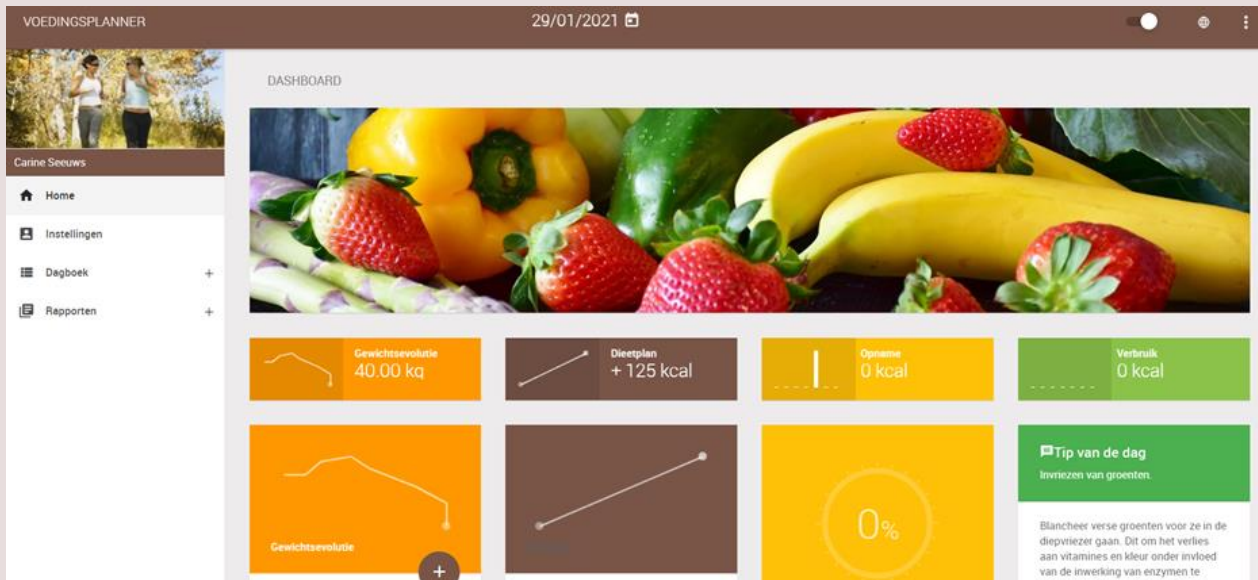 VOEDINGSPLANNER
29/01/2021
Carine Seeuws
Home
Instellingen
Dagboek +
Rapporten +
DASHBOARD
Gewichtsevolutie
40.00 kg
Dieetplan
+ 125 kcal
Opname
0 kcal
Verbruik
0 kcal
Gewichtsevolutie
+
0%
Tip van de dag
Invriezen van groenten.
Blancheer verse groenten voor ze in de
diepvriezer gaan. Dit om het verlies
aan vitamines en kleur onder invloed
van de inwerking van enzymen te